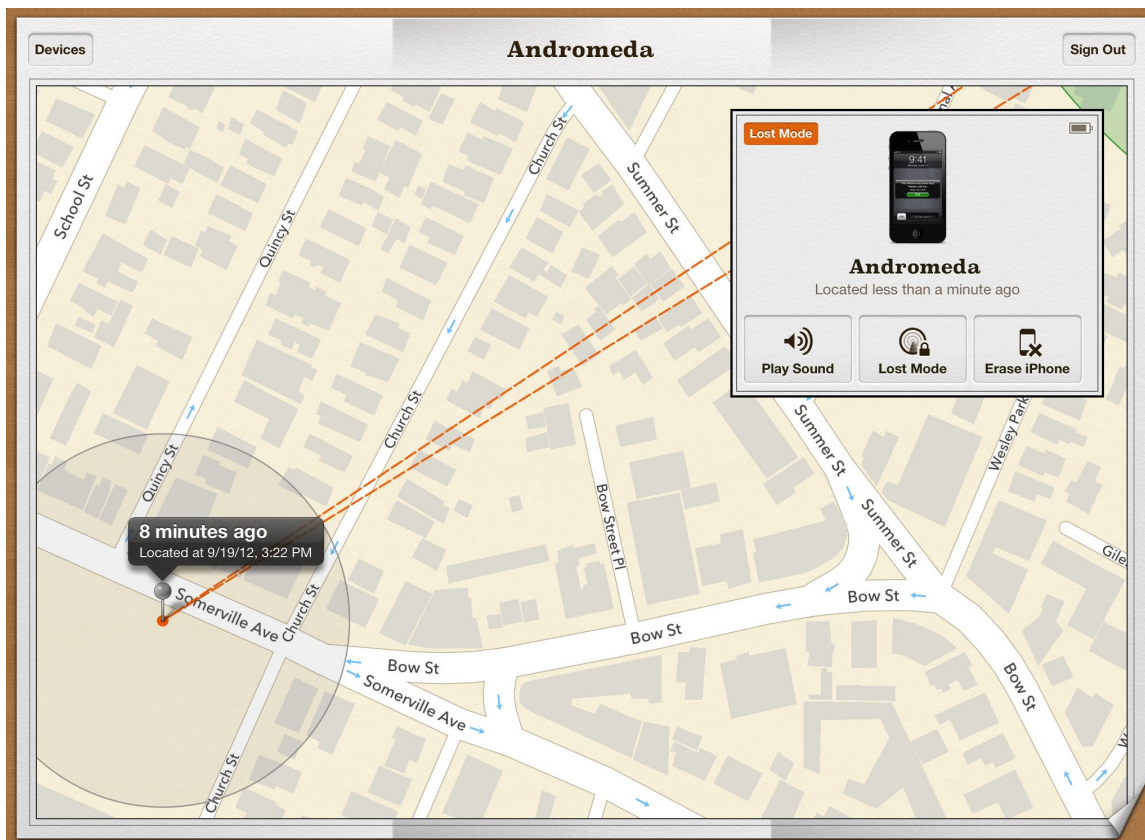 Devices
Andromeda
Sign Out
School St
Quincy St
Church St
Summer St
Lost Mode
9:41
Andromeda
Located less than a minute ago
Play Sound
Lost Mode
Erase iPhone
Church St
Quincy St
Summer St
Wesley Park
Summer St
Bow Street Pl
8 minutes ago
Located at 9/19/12, 3:22 PM
Somerville Ave
Church St
Bow St
Bow St
Bow St
Somerville Ave
Bow St
Church St